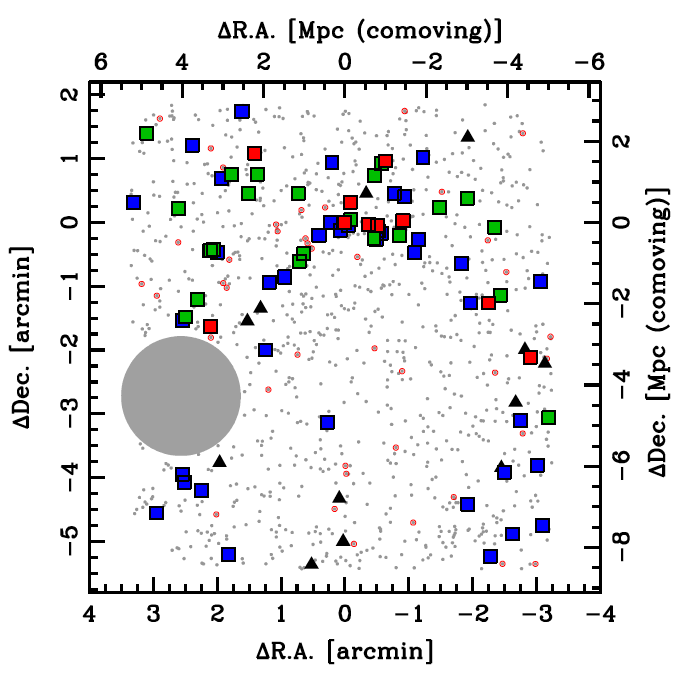 ΔR.A. [Mpc (comoving)]
6 4 2 0 −2 −4 −6
2 1 0 −1 −2 −3 −4 −5
ΔDec. [arcmin]
2 0 −2 −4 −6 −8
ΔDec. [Mpc (comoving)]
4 3 2 1 0 −1 −2 −3 −4
ΔR.A. [arcmin]